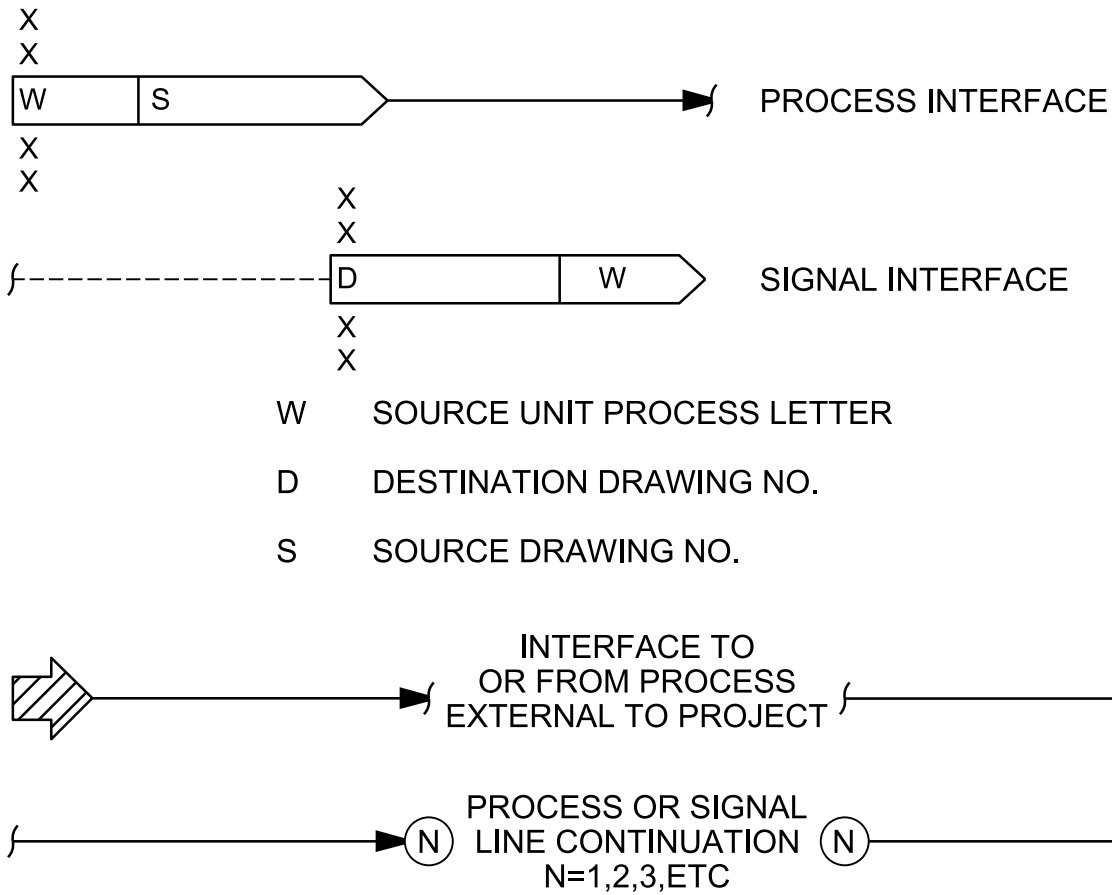 X
X
W S
PROCESS INTERFACE
X
X
X
X
D W
SIGNAL INTERFACE
X
X
W SOURCE UNIT PROCESS LETTER
D DESTINATION DRAWING NO.
S SOURCE DRAWING NO.
INTERFACE TO
OR FROM PROCESS
EXTERNAL TO PROJECT
PROCESS OR SIGNAL
N LINE CONTINUATION N
N=1,2,3,ETC